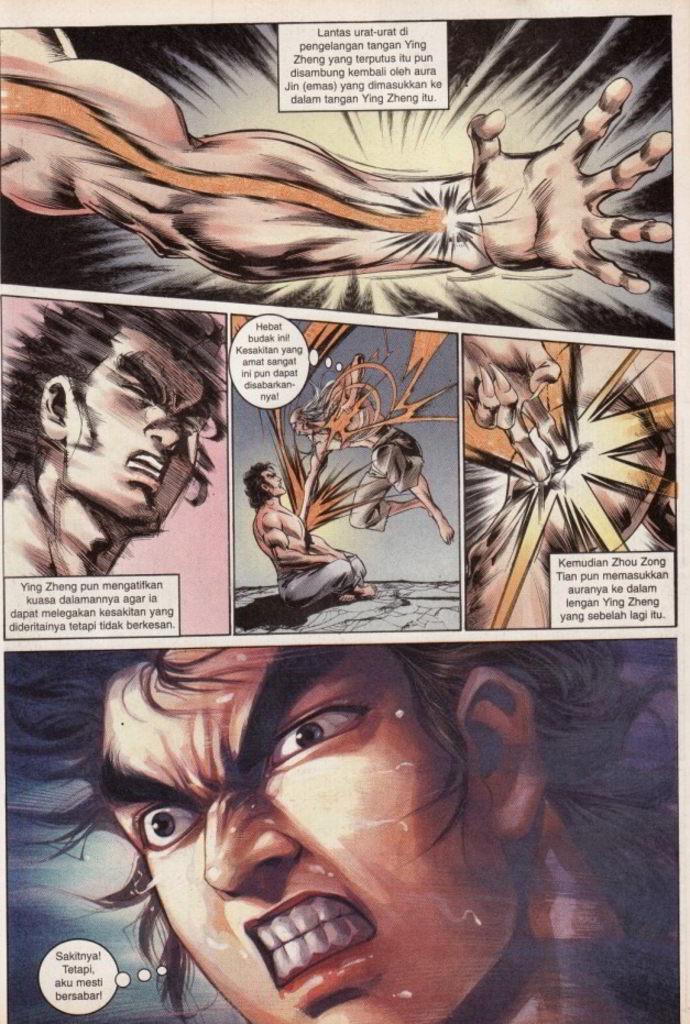 Lantas urat-urat di
pengelangan tangan Ying
Zheng yang terputus itu pun
disambung kembali oleh aura
Jin (emas) yang dimasukkan ke
dalam tangan Ying Zheng itu.
Ying Zheng pun mengatifkan
kuasa dalamannya agar ia
dapat melegakan kesakitan yang
dideritainya tetapi tidak berkesan.
Hebat
budak ini!
Kesakitan yang
amat sangat
ini pun dapat
disabarkan-
nya!
Kemudian Zhou Zong
Tian pun memasukkan
auranya ke dalam
lengan Ying Zheng
yang sebelah lagi itu.
Sakitnya!
Tetapi,
aku mesti
bersabar!